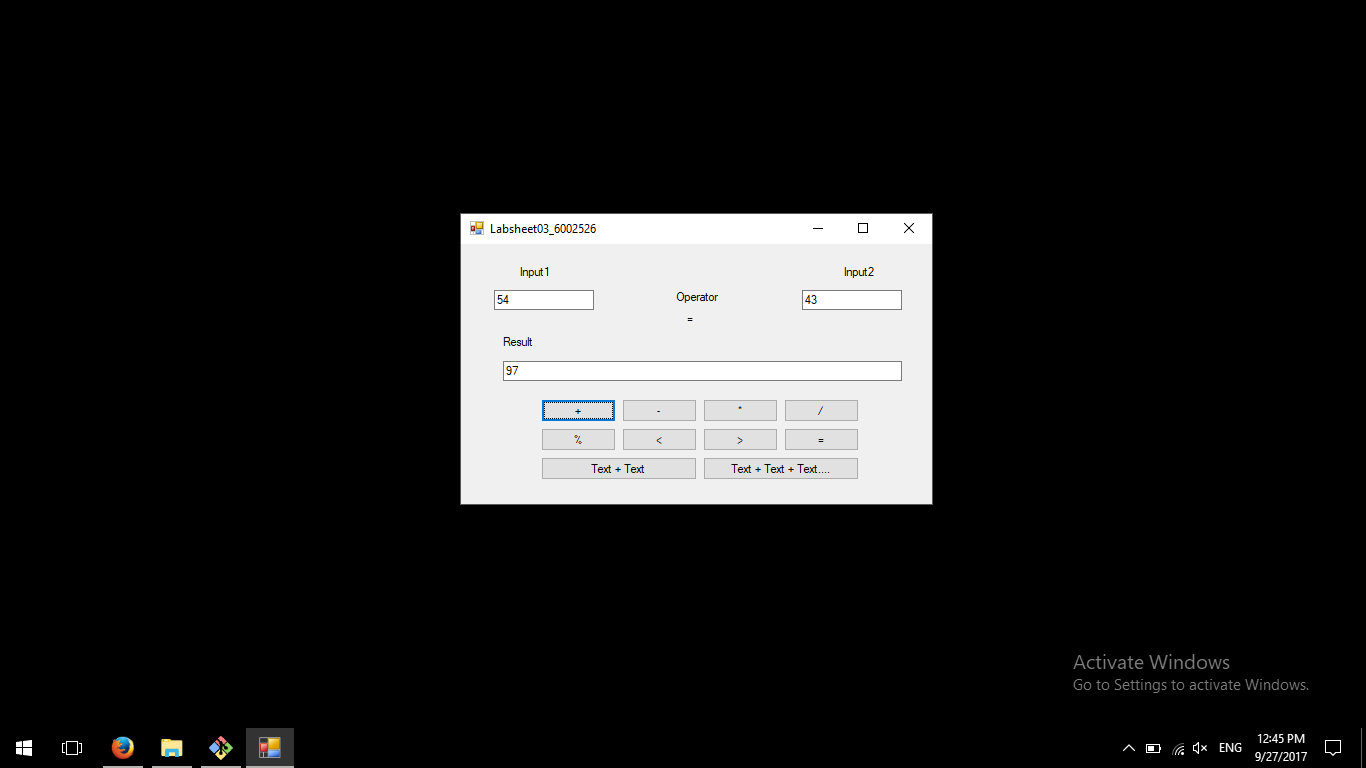 Labsheet03_6002526
Input1
Input2
54
Operator
43
=
Result
97
+ - * /
% < > =
Text + Text Text + Text + Text....
Activate Windows
Go to Settings to activate Windows.
ENG
12:45 PM
9/27/2017